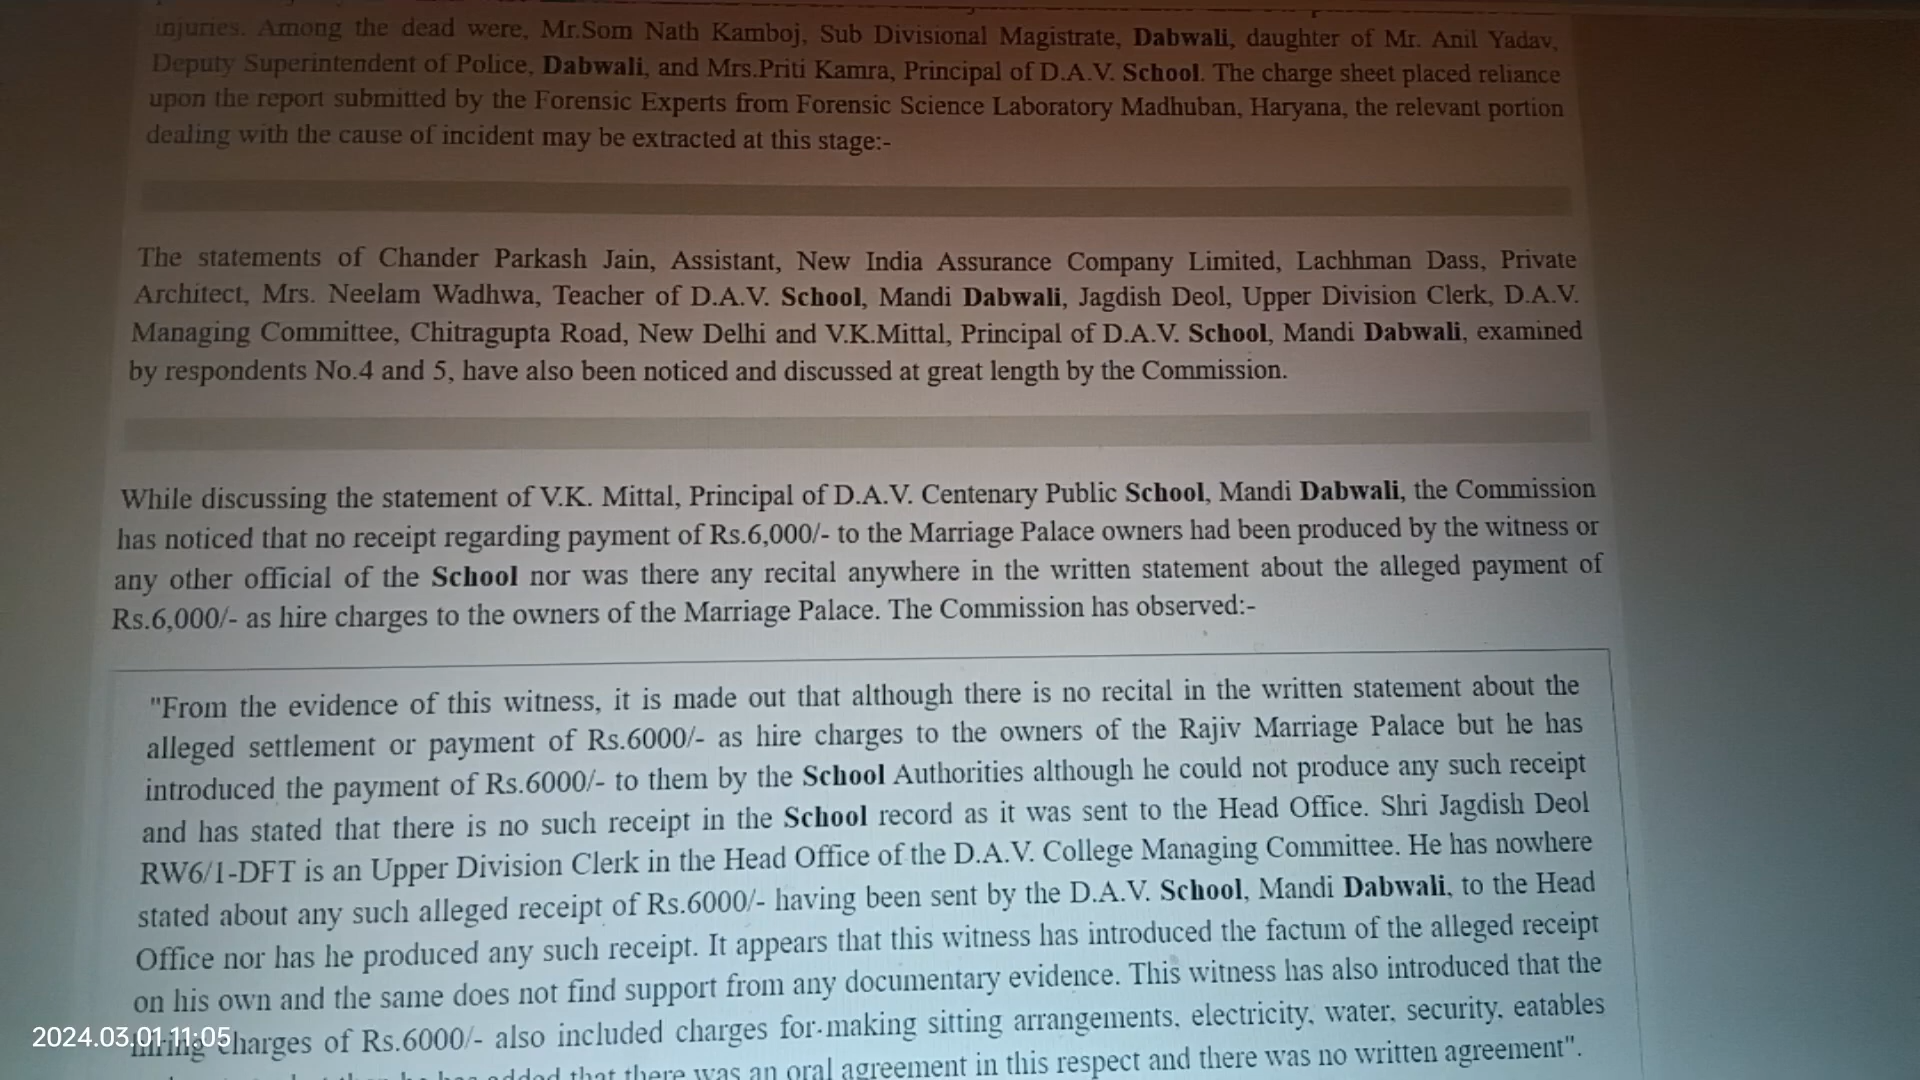 injuries. Among the dead were, Mr.Som Nath Kamboj, Sub Divisional Magistrate, Dabwali, daughter of Mr. Anil Yadav,
Deputy Superintendent of Police, Dabwali, and Mrs.Priti Kamra, Principal of D.A.V. School. The charge sheet placed reliance
upon the report submitted by the Forensic Experts from Forensic Science Laboratory Madhuban, Haryana, the relevant portion
dealing with the cause of incident may be extracted at this stage:-
The statements of Chander Parkash Jain, Assistant, New India Assurance Company Limited, Lachhman Dass, Private
Architect, Mrs. Neelam Wadhwa, Teacher of D.A.V. School, Mandi Dabwali, Jagdish Deol, Upper Division Clerk, D.A.V.
Managing Committee, Chitragupta Road, New Delhi and V.K.Mittal, Principal of D.A.V. School, Mandi Dabwali, examined
by respondents No.4 and 5, have also been noticed and discussed at great length by the Commission.
While discussing the statement of V.K. Mittal, Principal of D.A.V. Centenary Public School, Mandi Dabwali, the Commission
has noticed that no receipt regarding payment of Rs.6,000/- to the Marriage Palace owners had been produced by the witness or
any other official of the School nor was there any recital anywhere in the written statement about the alleged payment of
Rs.6,000/- as hire charges to the owners of the Marriage Palace. The Commission has observed:-
"From the evidence of this witness, it is made out that although there is no recital in the written statement about the
alleged settlement or payment of Rs.6000/- as hire charges to the owners of the Rajiv Marriage Palace but he has
introduced the payment of Rs.6000/- to them by the School Authorities although he could not produce any such receipt
and has stated that there is no such receipt in the School record as it was sent to the Head Office. Shri Jagdish Deol
RW6/1-DFT is an Upper Division Clerk in the Head Office of the D.A.V. College Managing Committee. He has nowhere
stated about any such alleged receipt of Rs.6000/- having been sent by the D.A.V. School, Mandi Dabwali, to the Head
Office nor has he produced any such receipt. It appears that this witness has introduced the factum of the alleged receipt
on his own and the same does not find support from any documentary evidence. This witness has also introduced that the
hiring charges of Rs.6000/- also included charges for making sitting arrangements, electricity, water, security, eatables
added that there was an oral agreement in this respect and there was no written agreement".
2024.03.01 11:05